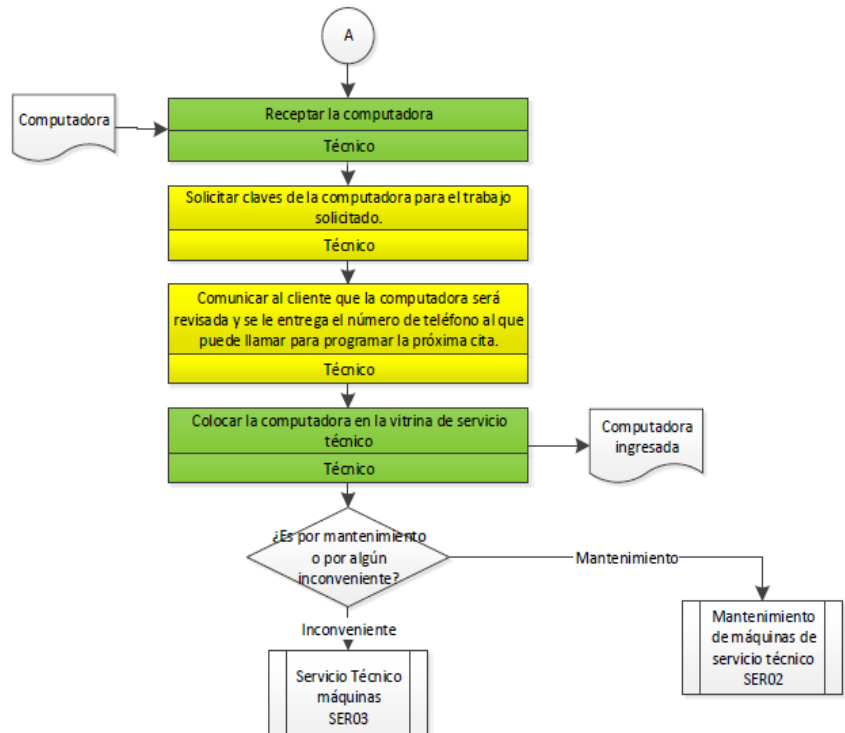 A
Computadora
Receptar la computadora
Técnico
Solicitar claves de la computadora para el trabajo
solicitado.
Técnico
Comunicar al cliente que la computadora será
revisada y se le entrega el número de teléfono al que
puede llamar para programar la próxima cita.
Técnico
Colocar la computadora en la vitrina de servicio
técnico
Técnico
Computadora
ingresada
¿Es por mantenimiento
o por algún
inconveniente?
Mantenimiento
Inconveniente
Mantenimiento
de máquinas de
servicio técnico
SER02
Servicio Técnico
máquinas
SER03